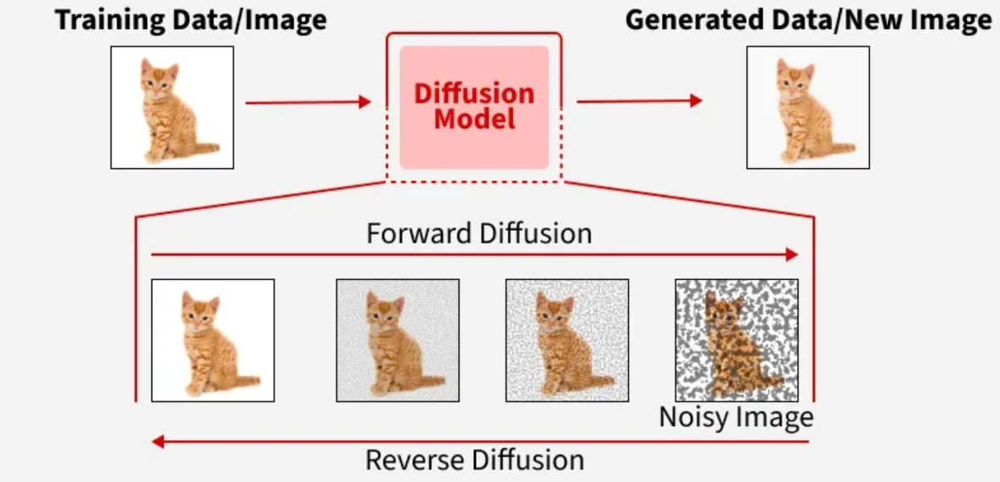 Training Data/Image
Generated Data/New Image
Diffusion
Model
Forward Diffusion
Noisy Image
Reverse Diffusion